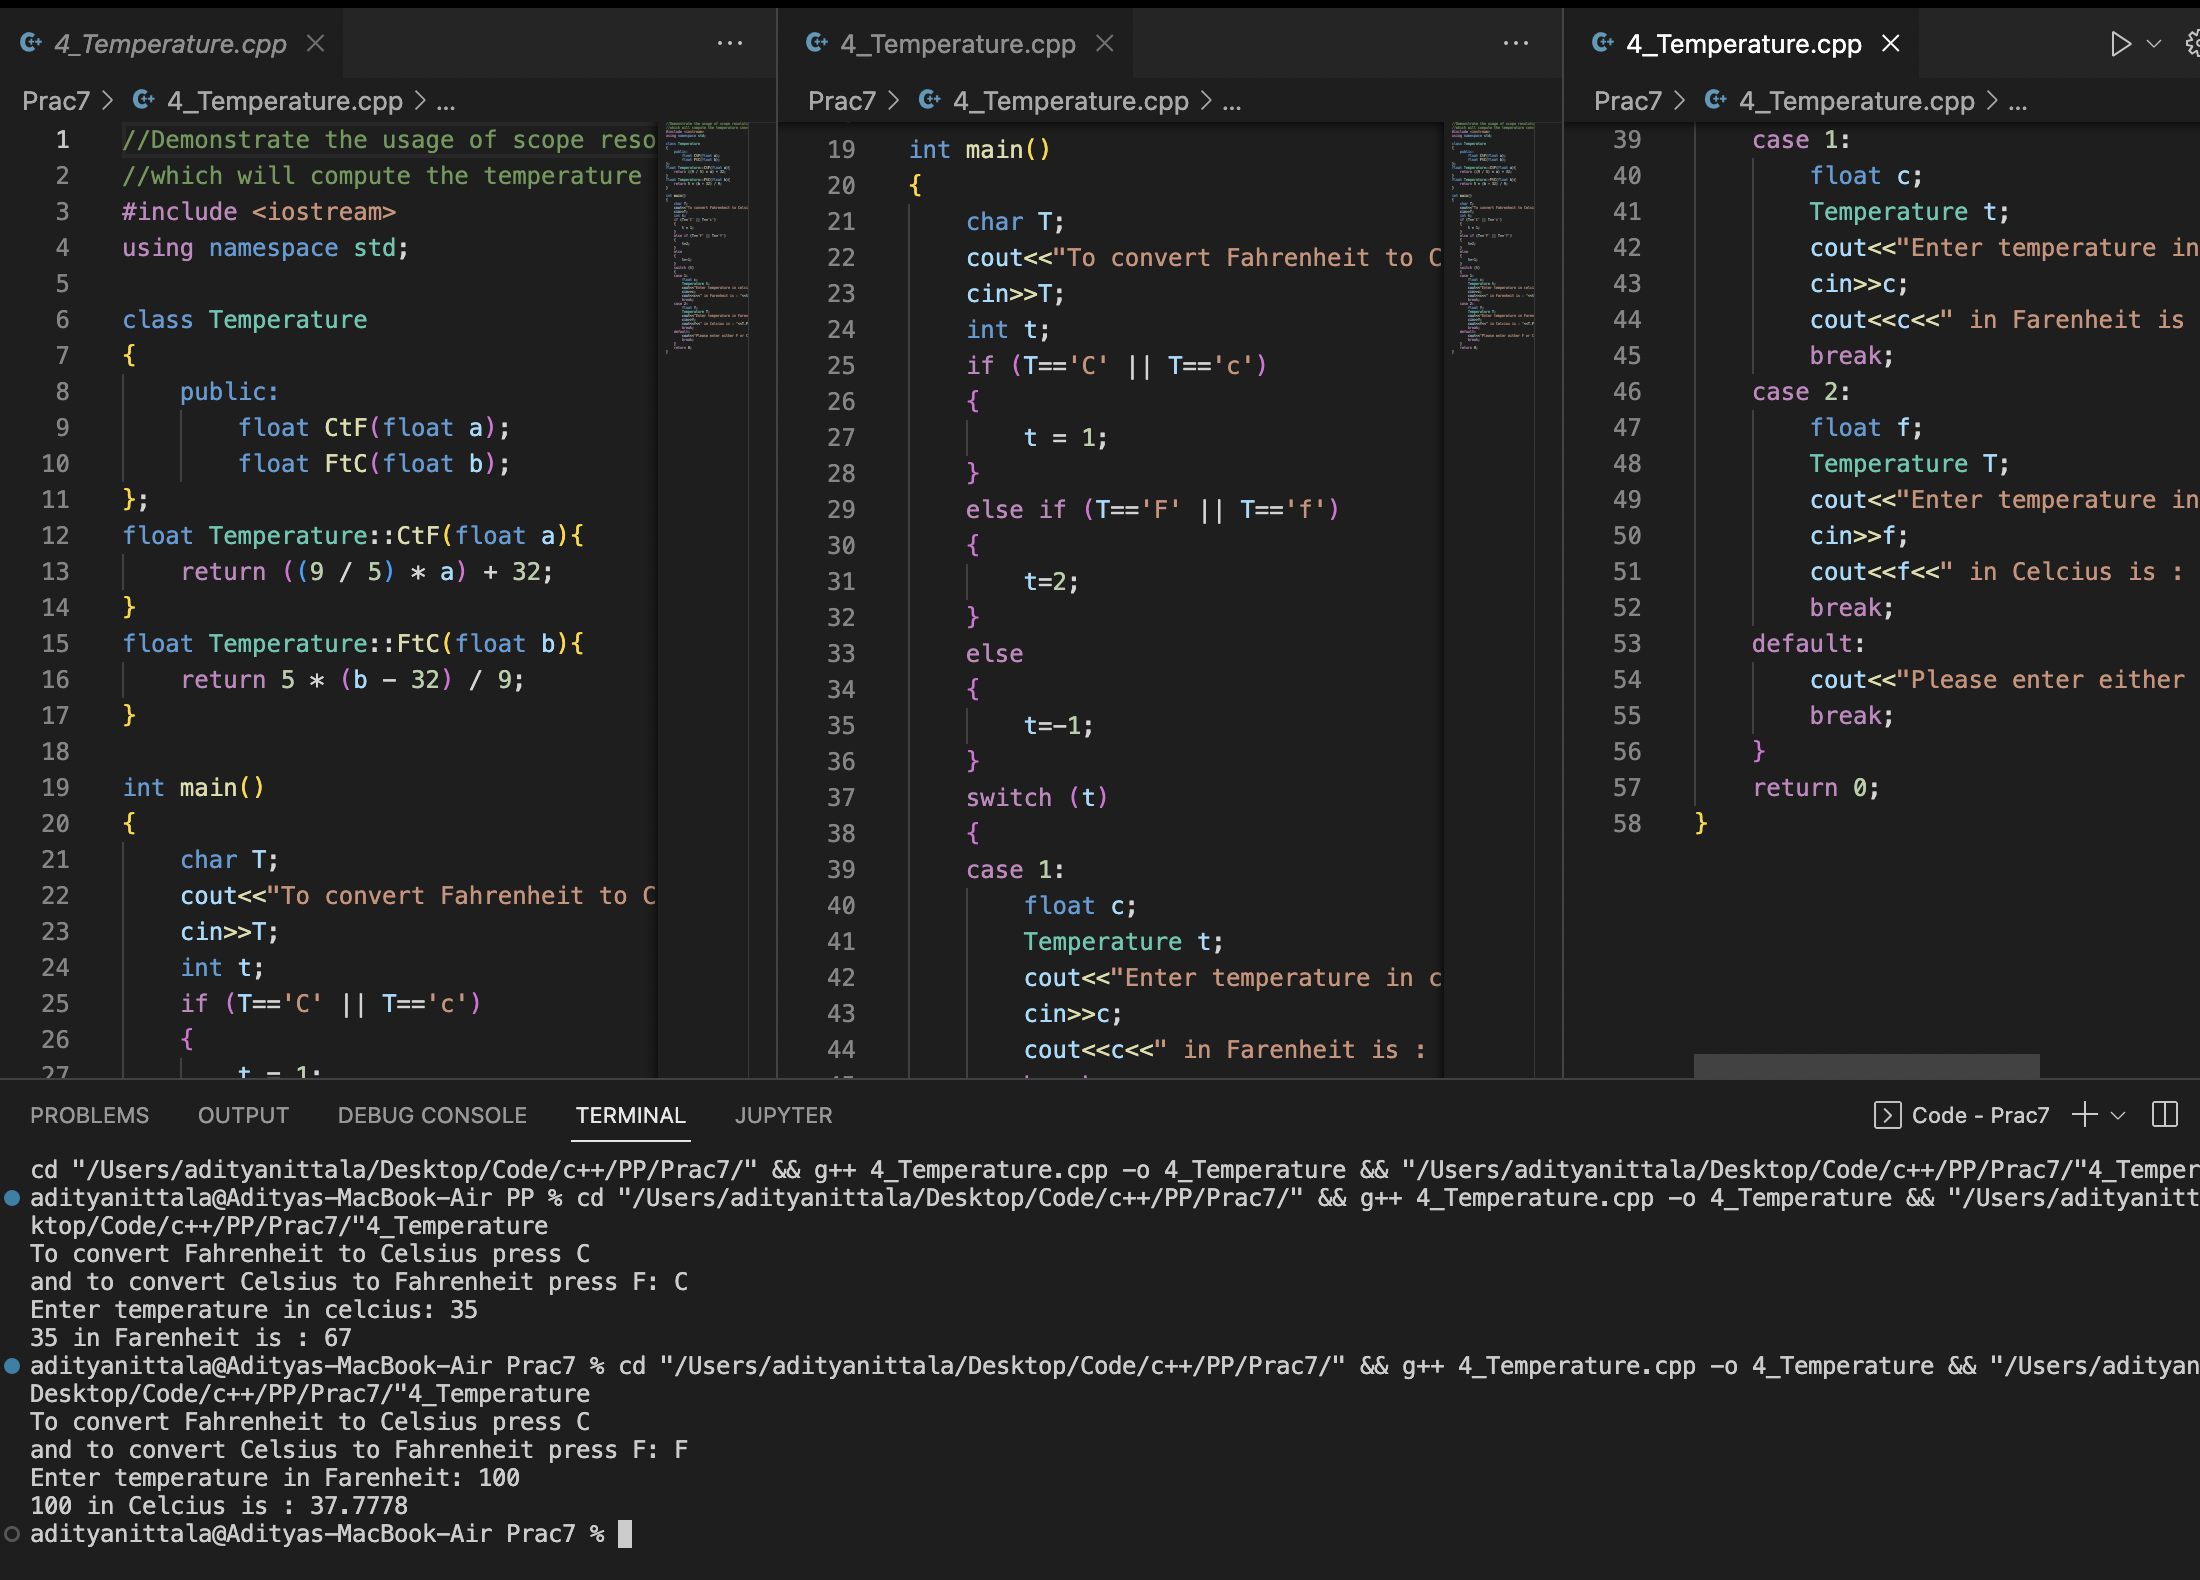 4_Temperature.cpp
Prac7 > 4_Temperature.cpp > ...
1 //Demonstrate the usage of scope reso
2 //which will compute the temperature
3 #include <iostream>
4 using namespace std;
5
6 class Temperature
7 {
8 public:
9 float CtF(float a);
10 float FtC(float b);
11 };
12 float Temperature::CtF(float a){
13 return ((9 / 5) * a) + 32;
14 }
15 float Temperature::FtC(float b){
16 return 5 * (b - 32) / 9;
17 }
18
19 int main()
20 {
21 char T;
22 cout<<"To convert Fahrenheit to C
23 cin>>T;
24 int t;
25 if (T=='C' || T=='c')
26 {
27 t = 1;
4_Temperature.cpp
Prac7 > 4_Temperature.cpp > ...
19 int main()
20 {
21 char T;
22 cout<<"To convert Fahrenheit to C
23 cin>>T;
24 int t;
25 if (T=='C' || T=='c')
26 {
27 t = 1;
28 }
29 else if (T=='F' || T=='f')
30 {
31 t=2;
32 }
33 else
34 {
35 t=-1;
36 }
37 switch (t)
38 {
39 case 1:
40 float c;
41 Temperature t;
42 cout<<"Enter temperature in c
43 cin>>c;
44 cout<<c<<" in Farenheit is :
4_Temperature.cpp
Prac7 > 4_Temperature.cpp > ...
39 case 1:
40 float c;
41 Temperature t;
42 cout<<"Enter temperature in
43 cin>>c;
44 cout<<c<<" in Farenheit is
45 break;
46 case 2:
47 float f;
48 Temperature T;
49 cout<<"Enter temperature in
50 cin>>f;
51 cout<<f<<" in Celcius is :
52 break;
53 default:
54 cout<<"Please enter either
55 break;
56 }
57 return 0;
58 }
PROBLEMS OUTPUT DEBUG CONSOLE TERMINAL JUPYTER Code - Prac7
cd "/Users/adityanittala/Desktop/Code/c++/PP/Prac7/" && g++ 4_Temperature.cpp -o 4_Temperature && "/Users/adityanittala/Desktop/Code/c++/PP/Prac7/"4_Temper
adityanittala@Adityas-MacBook-Air PP % cd "/Users/adityanittala/Desktop/Code/c++/PP/Prac7/" && g++ 4_Temperature.cpp -o 4_Temperature && "/Users/adityanitt
ktop/Code/c++/PP/Prac7/"4_Temperature
To convert Fahrenheit to Celsius press C
and to convert Celsius to Fahrenheit press F: C
Enter temperature in celcius: 35
35 in Farenheit is : 67
adityanittala@Adityas-MacBook-Air Prac7 % cd "/Users/adityanittala/Desktop/Code/c++/PP/Prac7/" && g++ 4_Temperature.cpp -o 4_Temperature && "/Users/adityan
Desktop/Code/c++/PP/Prac7/"4_Temperature
To convert Fahrenheit to Celsius press C
and to convert Celsius to Fahrenheit press F: F
Enter temperature in Farenheit: 100
100 in Celcius is : 37.7778
adityanittala@Adityas-MacBook-Air Prac7 %